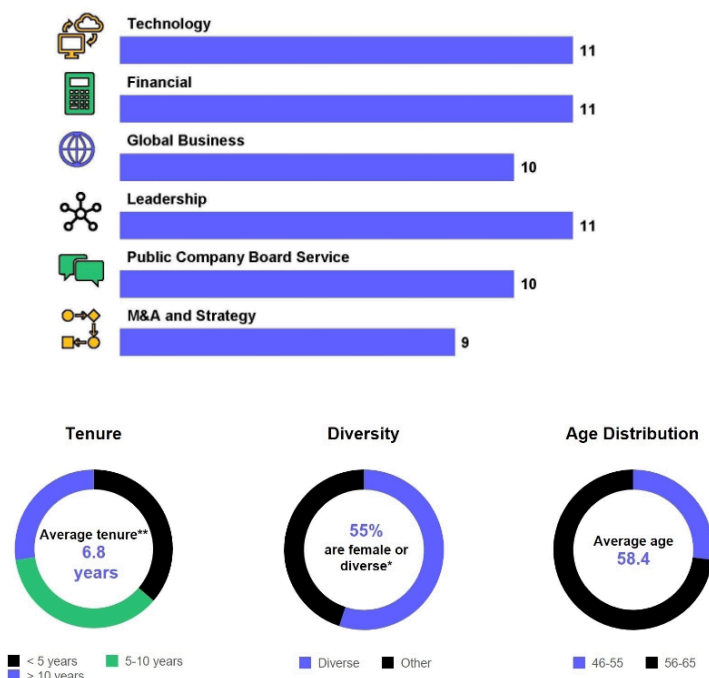 Technology
11
Financial
11
Global Business
10
Leadership
11
Public Company Board Service
10
M&A and Strategy
9
Tenure
Average tenure**
6.8
years
< 5 years
5-10 years
> 10 years
Diversity
55%
are female or
diverse*
Diverse
Other
Age Distribution
Average age
58.4
46-55
56-65